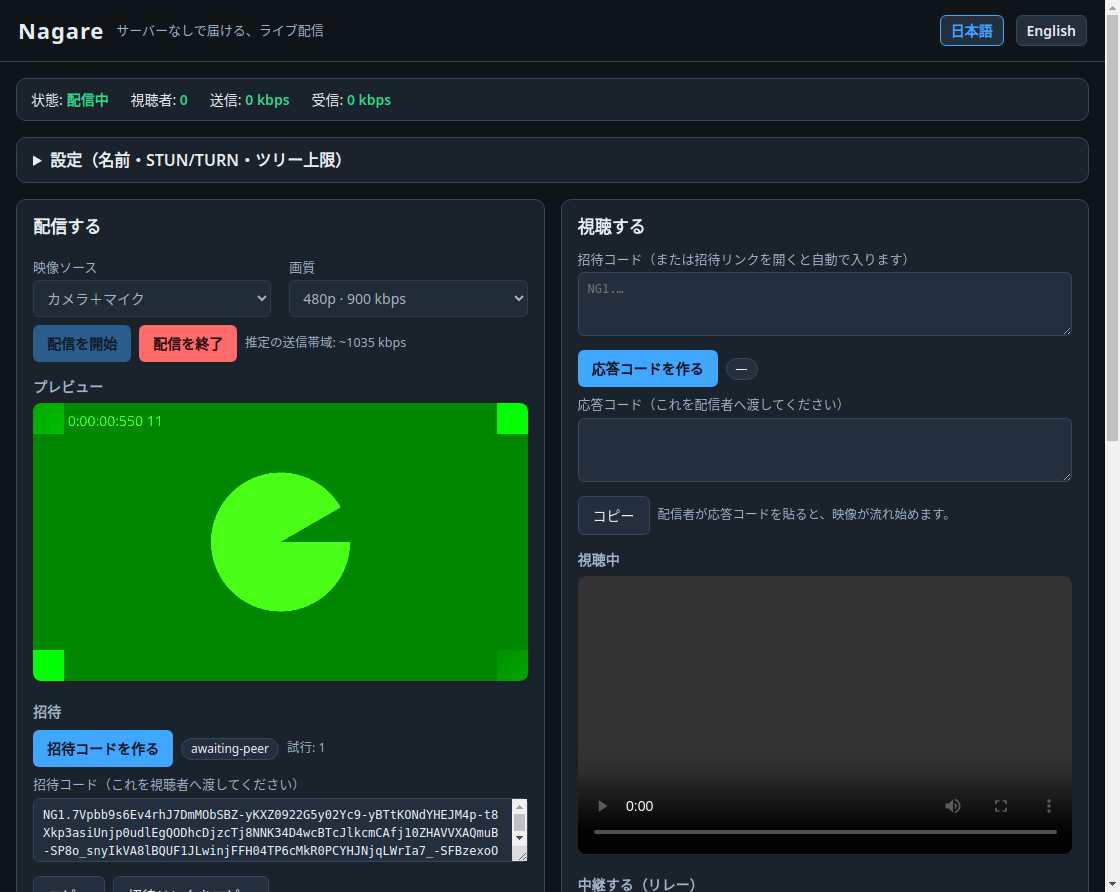 Nagare サーバーなしで届ける、ライブ配信 日本語 English
状態: 配信中 視聴者: 0 送信: 0 kbps 受信: 0 kbps
▶ 設定（名前・STUN/TURN・ツリー上限）
配信する
映像ソース 画質
カメラ＋マイク 480p · 900 kbps
配信を開始 配信を終了 推定の送信帯域: ~1035 kbps
プレビュー
0:00:00:550 11
招待
招待コードを作る awaiting-peer 試行: 1
招待コード（これを視聴者へ渡してください）
NG1.7Vpbb9s6Ev4rhJ7DmMObSBZ-yKXZ0922G5y02Yc9-yBTtKONdYHEJM4p-t8
Xkp3asiUnjp0udlEgQODhcDjzcTj8NNK34D4wcBTcJlkcmCAfj10ZHAVVXAQmuB
-SP8o_snyIkVA8lBQUF1JLwinjFFH04TP6cMkR0PCYHJNjqLWrIa7_-SFBzexoO
視聴する
招待コード（または招待リンクを開くと自動で入ります）
NG1.…
応答コードを作る —
応答コード（これを配信者へ渡してください）
コピー 配信者が応答コードを貼ると、映像が流れ始めます。
視聴中
0:00
中継する（リレー）